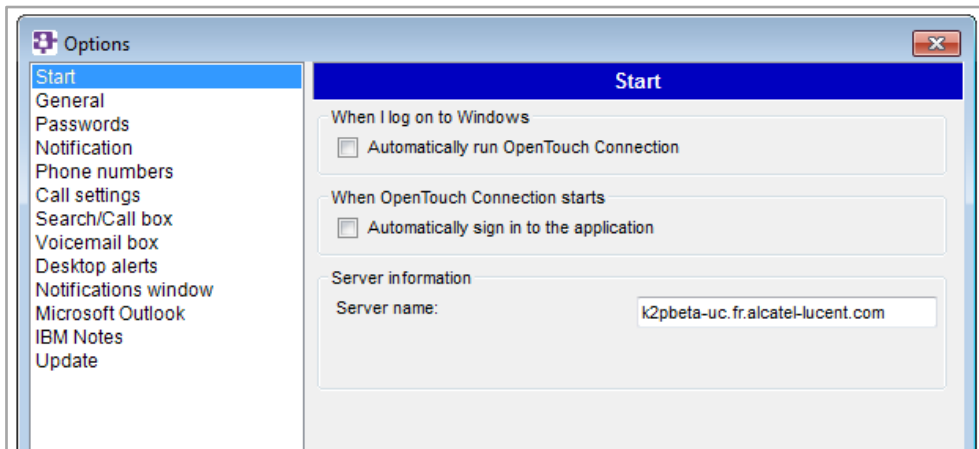 Options
Start
General
Passwords
Notification
Phone numbers
Call settings
Search/Call box
Voicemail box
Desktop alerts
Notifications window
Microsoft Outlook
IBM Notes
Update
Start
When I log on to Windows
Automatically run OpenTouch Connection
When OpenTouch Connection starts
Automatically sign in to the application
Server information
Server name: k2pbeta-uc.fr.alcatel-lucent.com